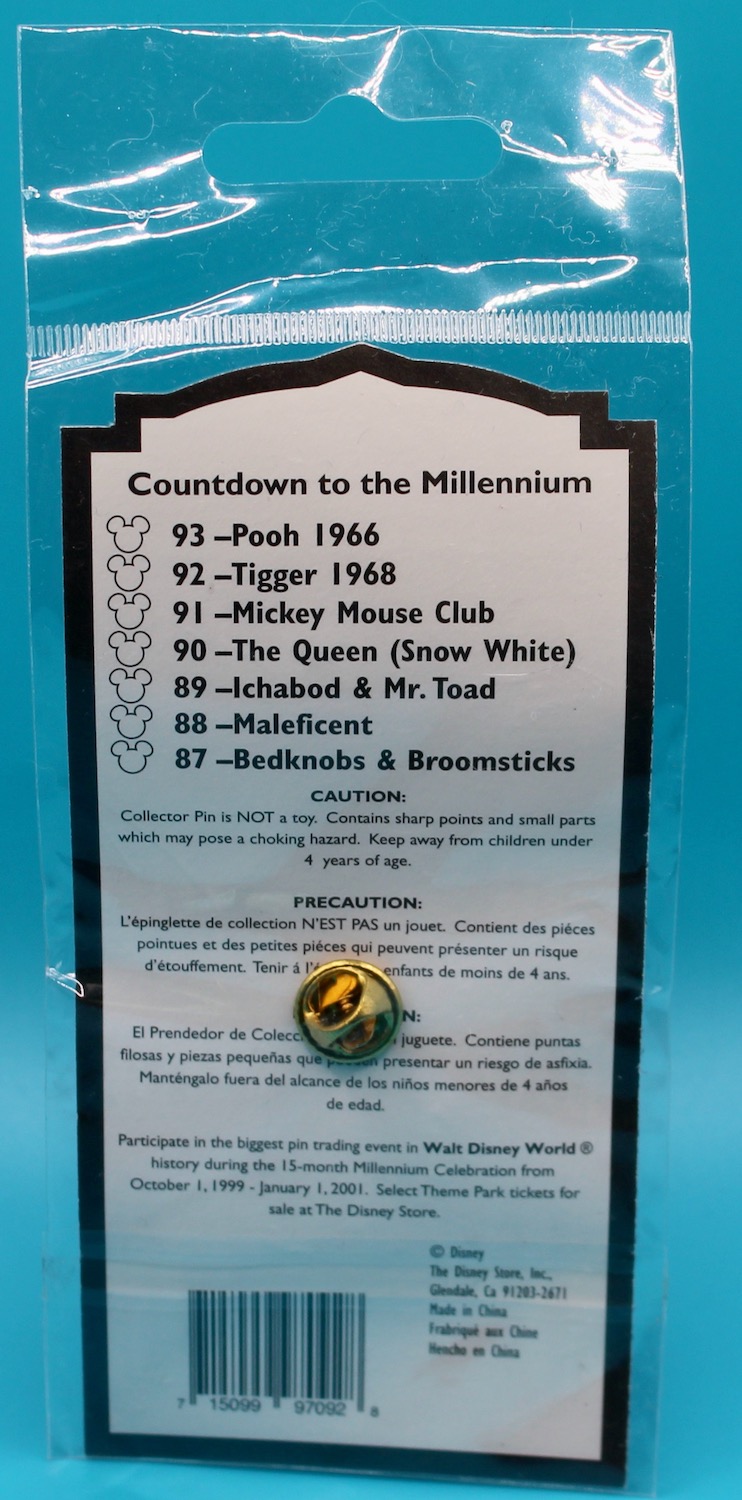 Countdown to the Millennium
93 –Pooh 1966
92 –Tigger 1968
91 –Mickey Mouse Club
90 –The Queen (Snow White)
89 –Ichabod & Mr. Toad
88 –Maleficent
87 –Bedknobs & Broomsticks
CAUTION:
Collector Pin is NOT a toy. Contains sharp points and small parts
which may pose a choking hazard. Keep away from children under
4 years of age.
PRECAUTION:
L'épinglette de collection N'EST PAS un jouet. Contient des piéces
pointues et des petites piéces qui peuvent présenter un risque
d'étouffement. Tenir á enfants de moins de 4 ans.
N:
El Prendedor de juguete. Contiene puntas
filosas y piezas pequeñas que presentar un riesgo de asfixia.
Manténgalo fuera del alcance de los niños menores de 4 años
de edad.
Participate in the biggest pin trading event in Walt Disney World ®
history during the 15-month Millennium Celebration from
October 1, 1999 - January 1, 2001. Select Theme Park tickets for
sale at The Disney Store.
© Disney
The Disney Store, Inc.,
Glendale, Ca 91203-2671
Made in China
Frabriqué aux Chine
Hencho en China
7 15099 97092 8